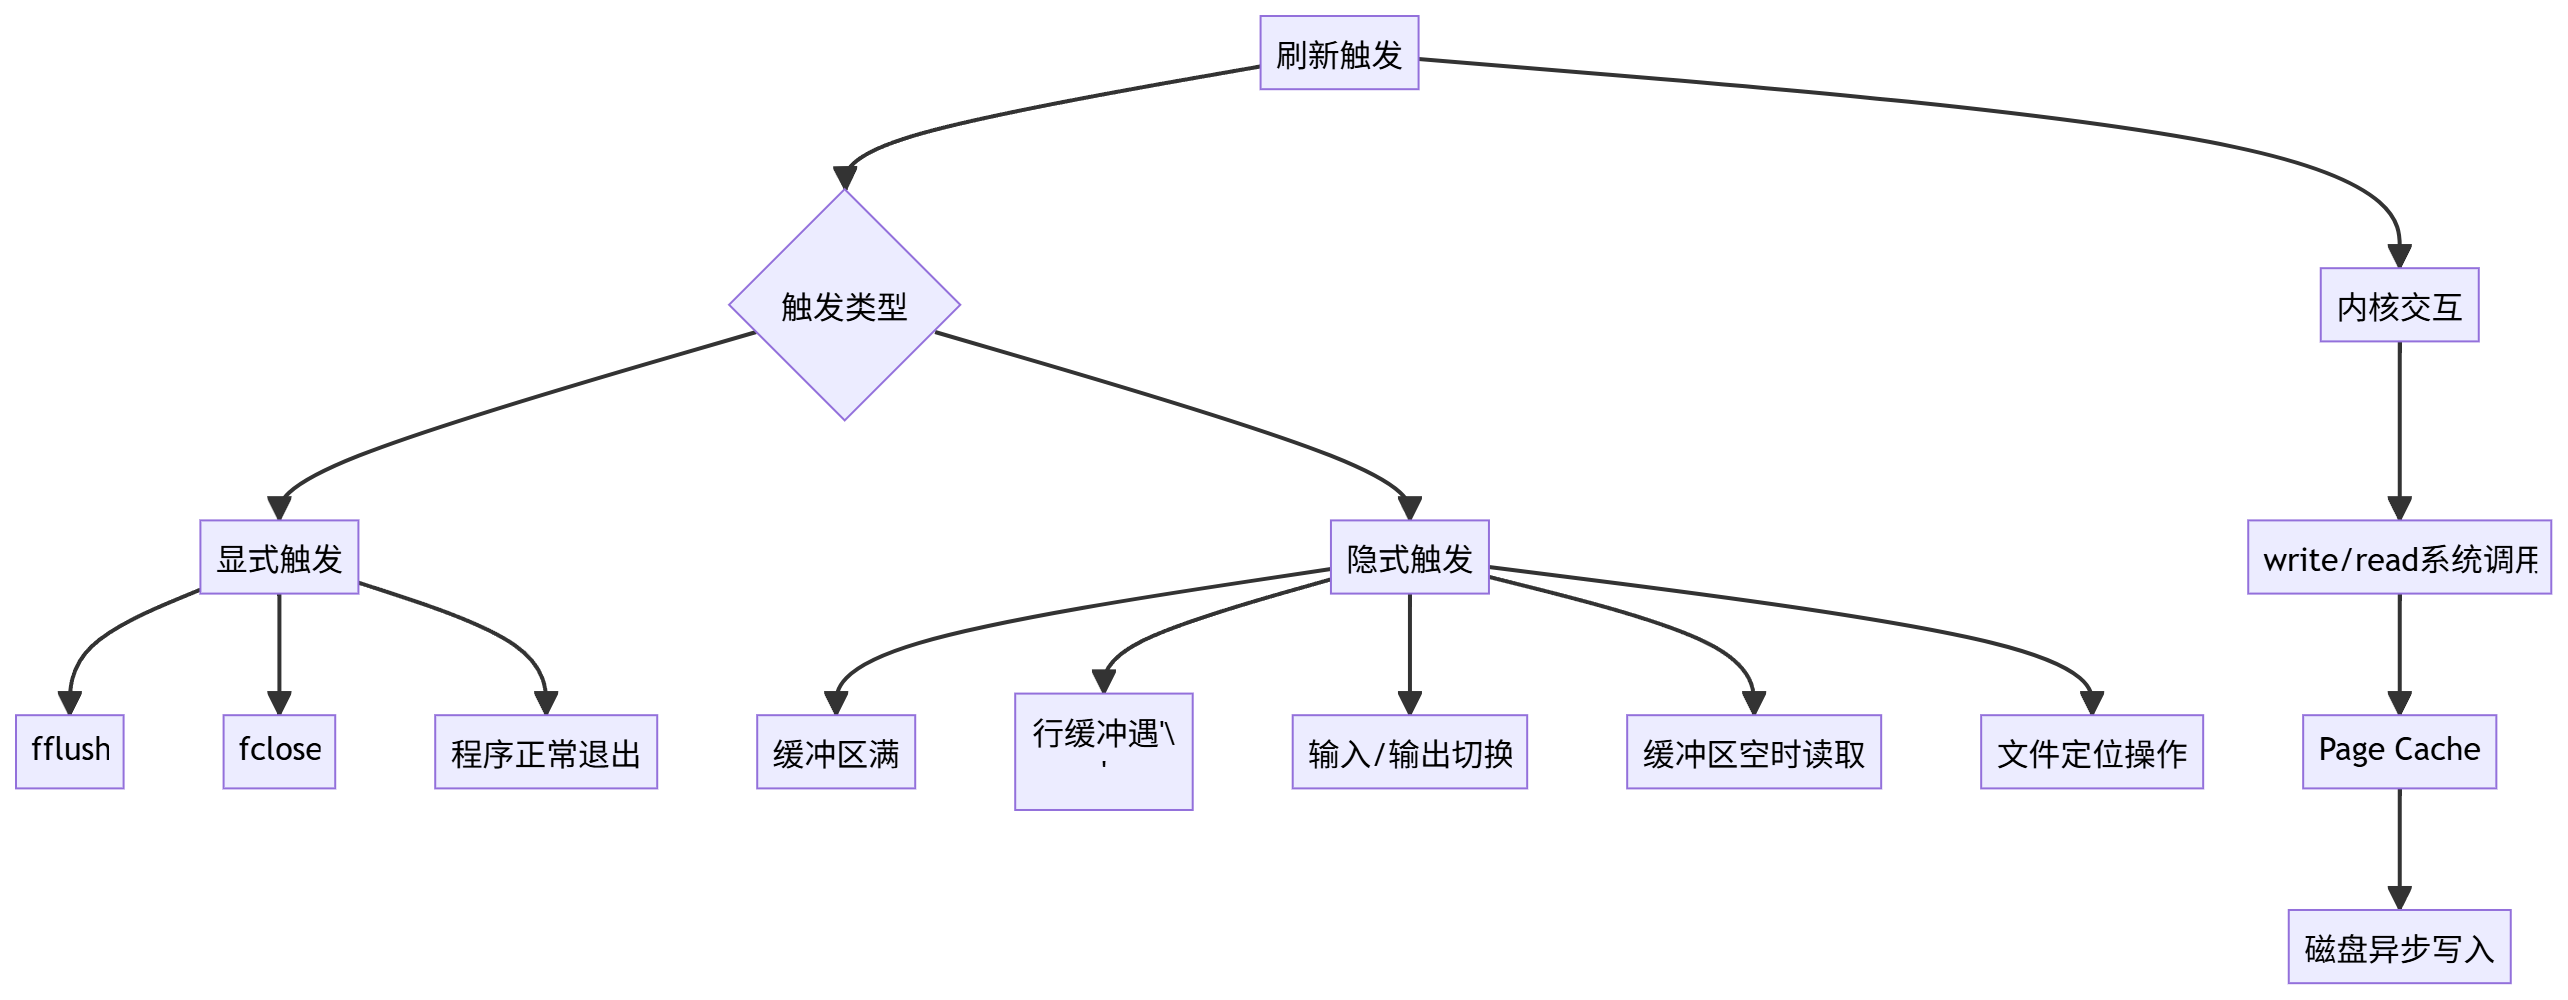 刷新触发
触发类型
内核交互
显式触发
隐式触发
write/read系统调用
fflush
fclose
程序正常退出
缓冲区满
行缓冲遇'\
'
输入/输出切换
缓冲区空时读取
文件定位操作
Page Cache
磁盘异步写入